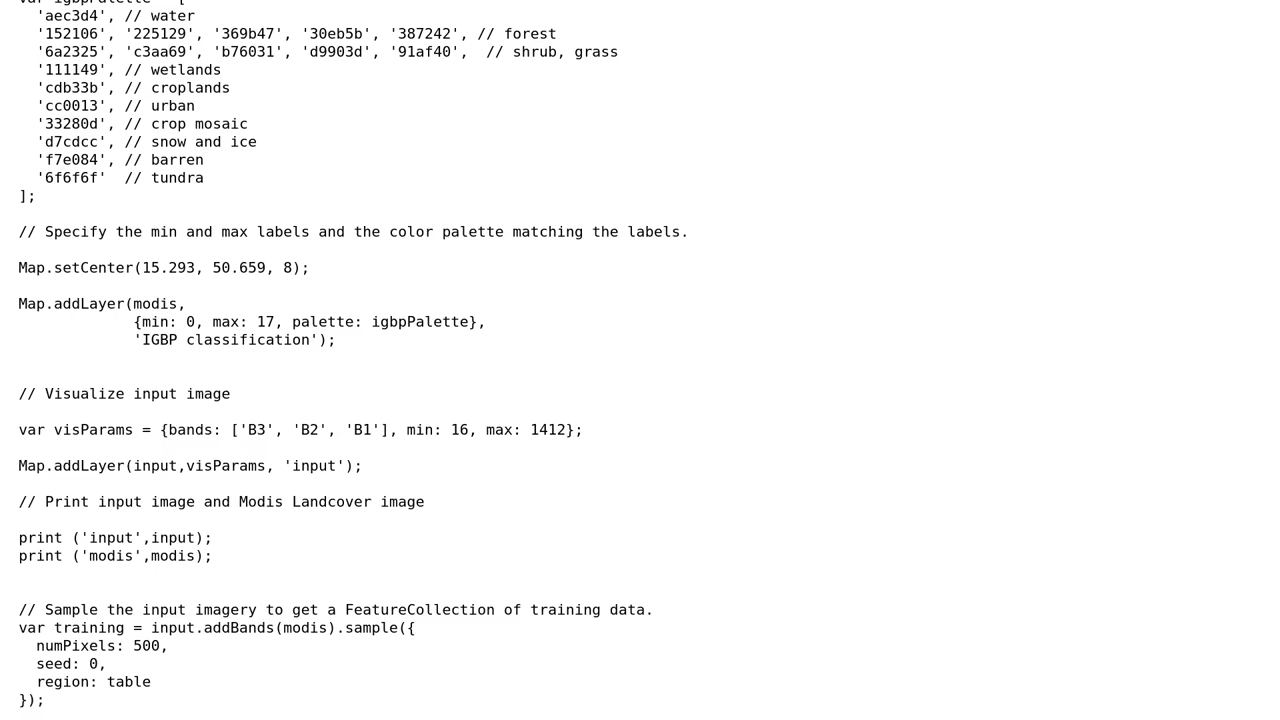 var igbpPalette = [
  'aec3d4', // water
  '152106', '225129', '369b47', '30eb5b', '387242', // forest
  '6a2325', 'c3aa69', 'b76031', 'd9903d', '91af40',  // shrub, grass
  '111149', // wetlands
  'cdb33b', // croplands
  'cc0013', // urban
  '33280d', // crop mosaic
  'd7cdcc', // snow and ice
  'f7e084', // barren
  '6f6f6f'  // tundra
];
// Specify the min and max labels and the color palette matching the labels.
Map.setCenter(15.293, 50.659, 8);
Map.addLayer(modis,
             {min: 0, max: 17, palette: igbpPalette},
             'IGBP classification');
// Visualize input image
var visParams = {bands: ['B3', 'B2', 'B1'], min: 16, max: 1412};
Map.addLayer(input,visParams, 'input');
// Print input image and Modis Landcover image
print ('input',input);
print ('modis',modis);
// Sample the input imagery to get a FeatureCollection of training data.
var training = input.addBands(modis).sample({
  numPixels: 500,
  seed: 0,
  region: table
});